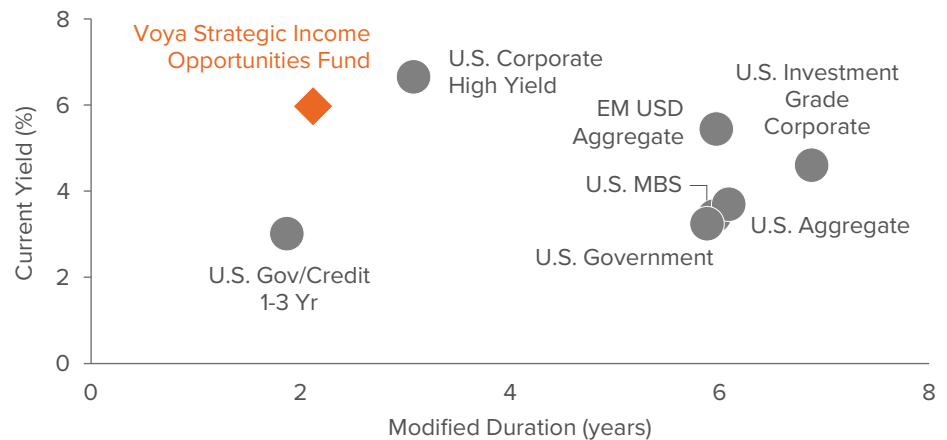 8
Voya Strategic Income
Opportunities Fund
U.S. Corporate
High Yield
U.S. Investment
Grade
Corporate
EM USD
Aggregate
6
Current Yield (%)
4
U.S. MBS
U.S. Aggregate
U.S. Government
U.S. Gov/Credit
1-3 Yr
2
0
0
2
4
6
8
Modified Duration (years)